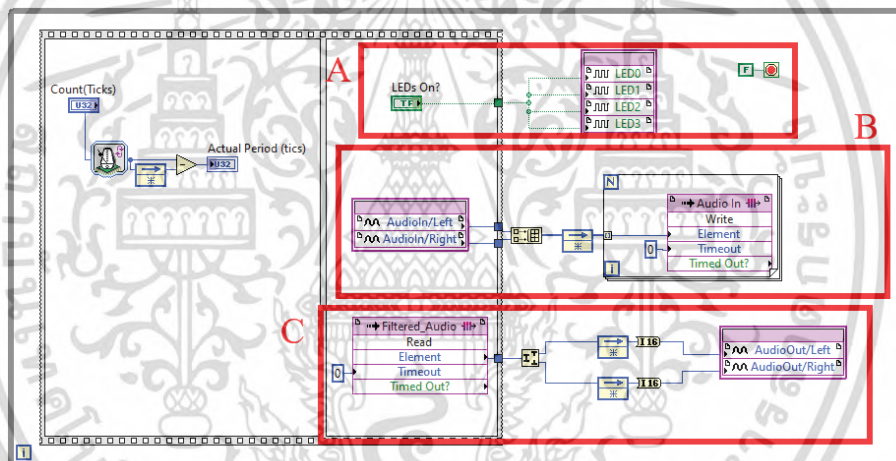 A
LEDs On?
TF
LED0
LED1
LED2
LED3
F
Count(Ticks)
U32
Actual Period (tics)
U32
B
AudioIn/Left
AudioIn/Right
N
Audio In
Write
Element
0
Timeout
Timed Out?
i
C
Filtered_Audio
Read
Element
0
Timeout
Timed Out?
I16
I16
AudioOut/Left
AudioOut/Right
i